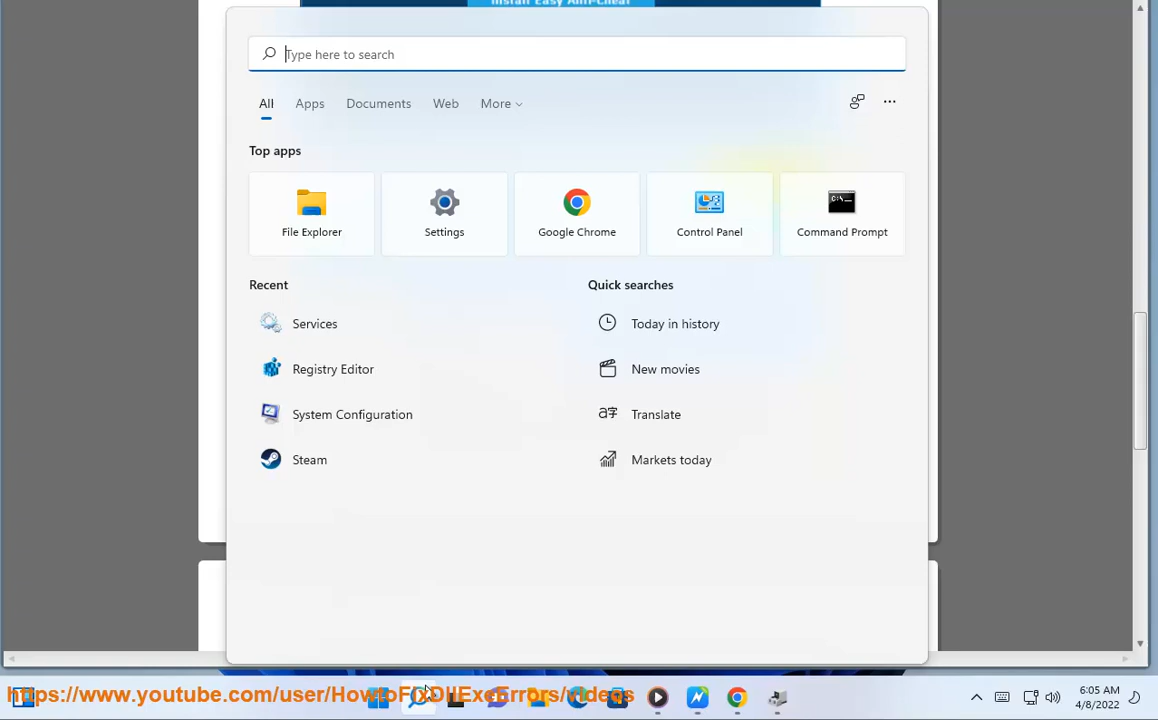 Install Easy Anti-Cheat
Type here to search
All Apps Documents Web More
Top apps
File Explorer Settings Google Chrome Control Panel Command Prompt
Recent Quick searches
Services Today in history
Registry Editor New movies
System Configuration Translate
Steam Markets today
https://www.youtube.com/user/HowtoFixDllExeErrors/videos
6:05 AM
4/8/2022